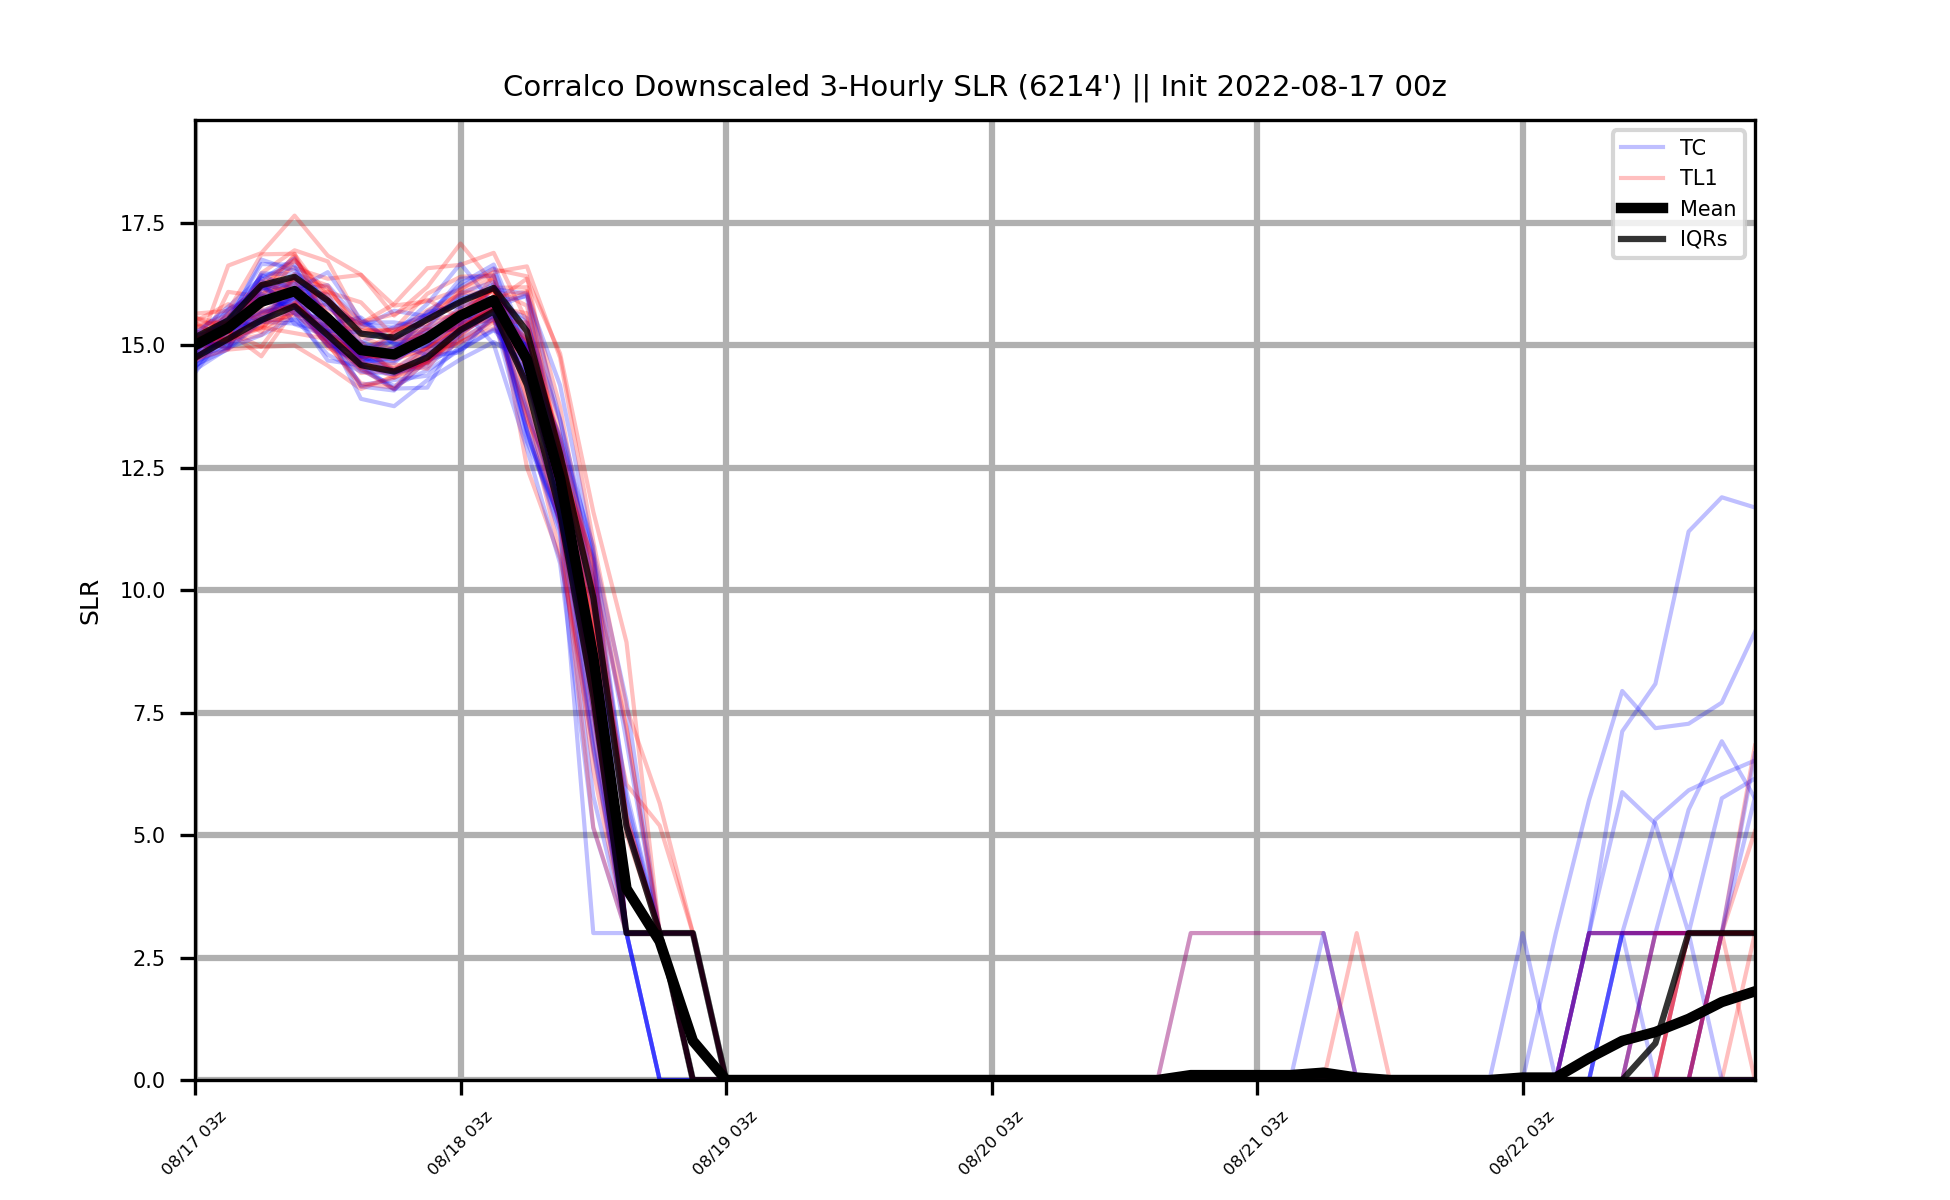 Corralco Downscaled 3-Hourly SLR (6214') || Init 2022-08-17 00z
TC
TL1
Mean
IQRs
SLR
17.5
15.0
12.5
10.0
7.5
5.0
2.5
0.0
08/17 03z
08/18 03z
08/19 03z
08/20 03z
08/21 03z
08/22 03z